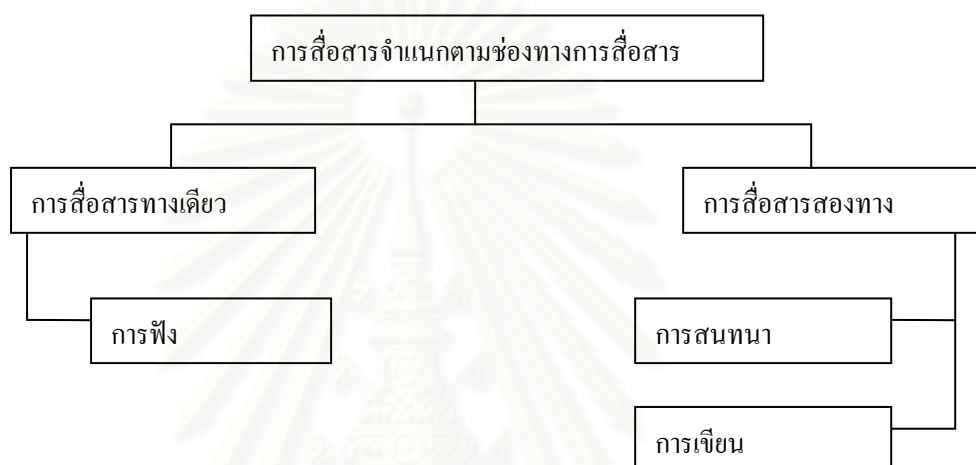 การสื่อสารจำแนกตามช่องทางการสื่อสาร
การสื่อสารทางเดียว
การสื่อสารสองทาง
การฟัง
การสนทนา
การเขียน